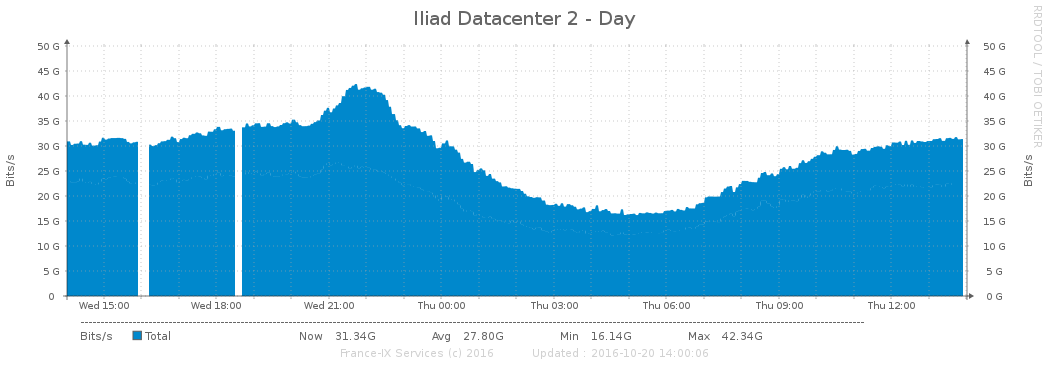 Iliad Datacenter 2 - Day
RRDTOOL / TOBI OETIKER
50 G 50 G
45 G 45 G
40 G 40 G
35 G 35 G
30 G 30 G
25 G 25 G
20 G 20 G
15 G 15 G
10 G 10 G
5 G 5 G
0 0 G
Bits/s
Bits/s
Wed 15:00 Wed 18:00 Wed 21:00 Thu 00:00 Thu 03:00 Thu 06:00 Thu 09:00 Thu 12:00
Bits/s Total Now 31.34G Avg 27.80G Min 16.14G Max 42.34G
France-IX Services (c) 2016 Updated : 2016-10-20 14:00:06